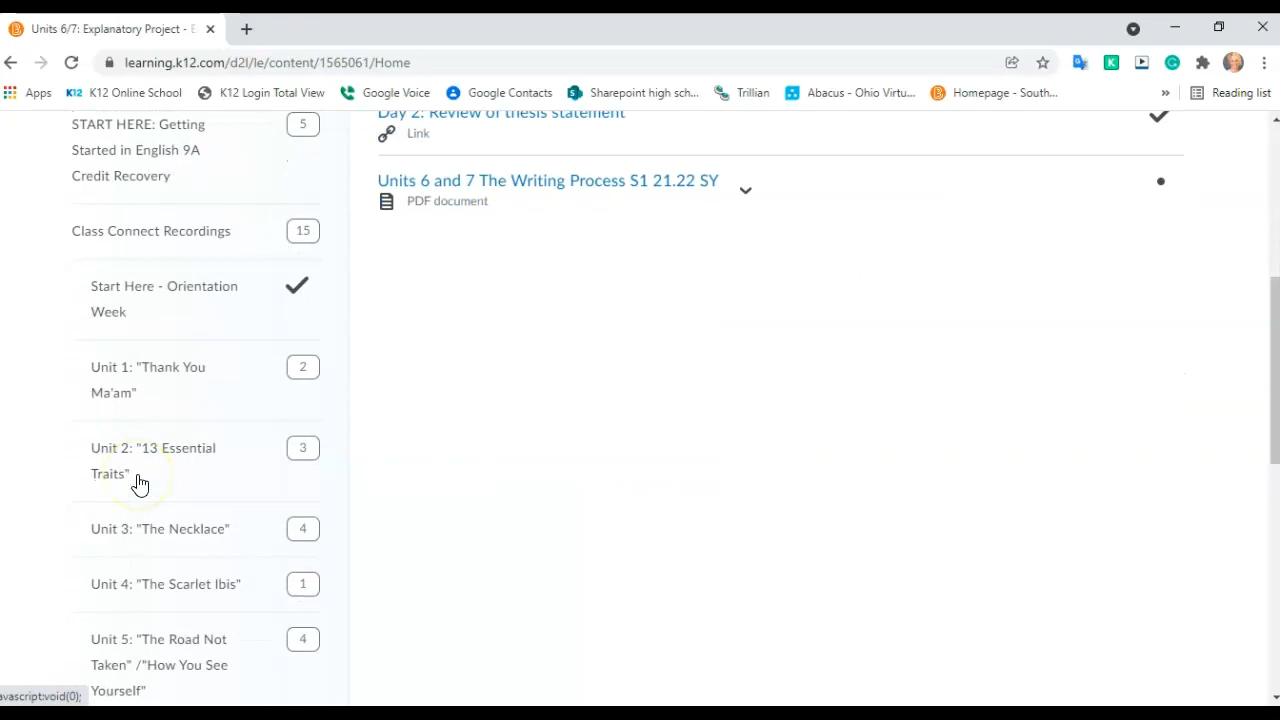 Units 6/7: Explanatory Project - E
learning.k12.com/d2l/le/content/1565061/Home
Apps K12 K12 Online School K12 Login Total View Google Voice Google Contacts Sharepoint high sch... Trillian Abacus - Ohio Virtu... Homepage - South... » Reading list
START HERE: Getting
Started in English 9A
Credit Recovery
5
Class Connect Recordings
15
Start Here - Orientation
Week
Unit 1: "Thank You
Ma'am"
2
Unit 2: "13 Essential
Traits"
3
Unit 3: "The Necklace"
4
Unit 4: "The Scarlet Ibis"
1
Unit 5: "The Road Not
Taken" /"How You See
Yourself"
4
Day 2: Review of thesis statement
Link
Units 6 and 7 The Writing Process S1 21.22 SY
PDF document
avascript:void(0);